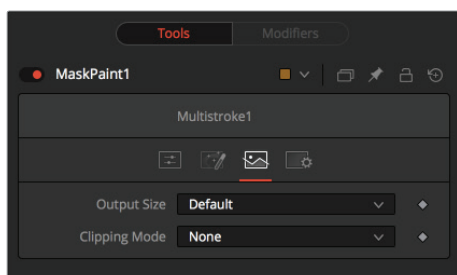 Tools Modifiers
MaskPaint1
Multistroke1
Output Size Default
Clipping Mode None